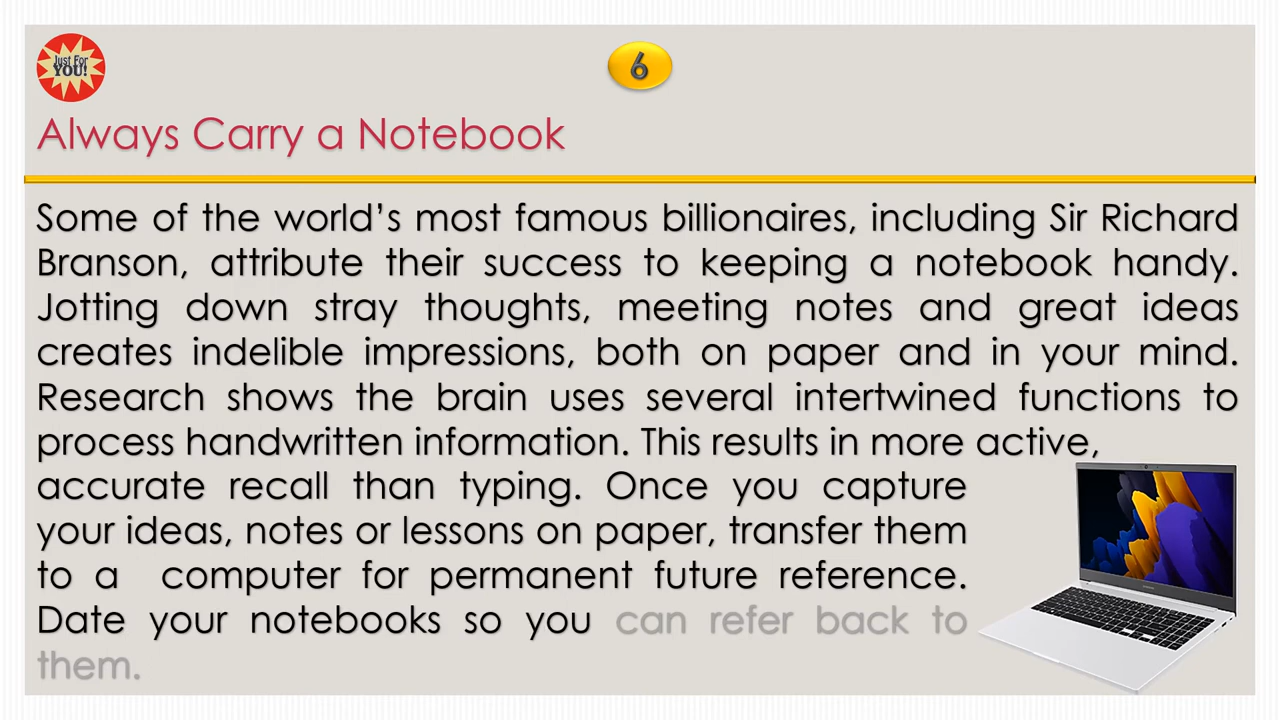 Just For
YOU!
6
Always Carry a Notebook
Some of the world’s most famous billionaires, including Sir Richard
Branson, attribute their success to keeping a notebook handy.
Jotting down stray thoughts, meeting notes and great ideas
creates indelible impressions, both on paper and in your mind.
Research shows the brain uses several intertwined functions to
process handwritten information. This results in more active,
accurate recall than typing. Once you capture
your ideas, notes or lessons on paper, transfer them
to a computer for permanent future reference.
Date your notebooks so you can refer back to
them.